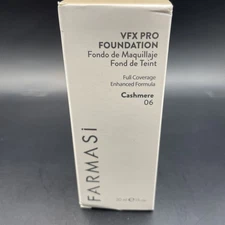 VFX PRO
FOUNDATION
Fondo de Maquillaje
Fond de Teint
Full Coverage
Enhanced Formula
Cashmere
06
FARMASi